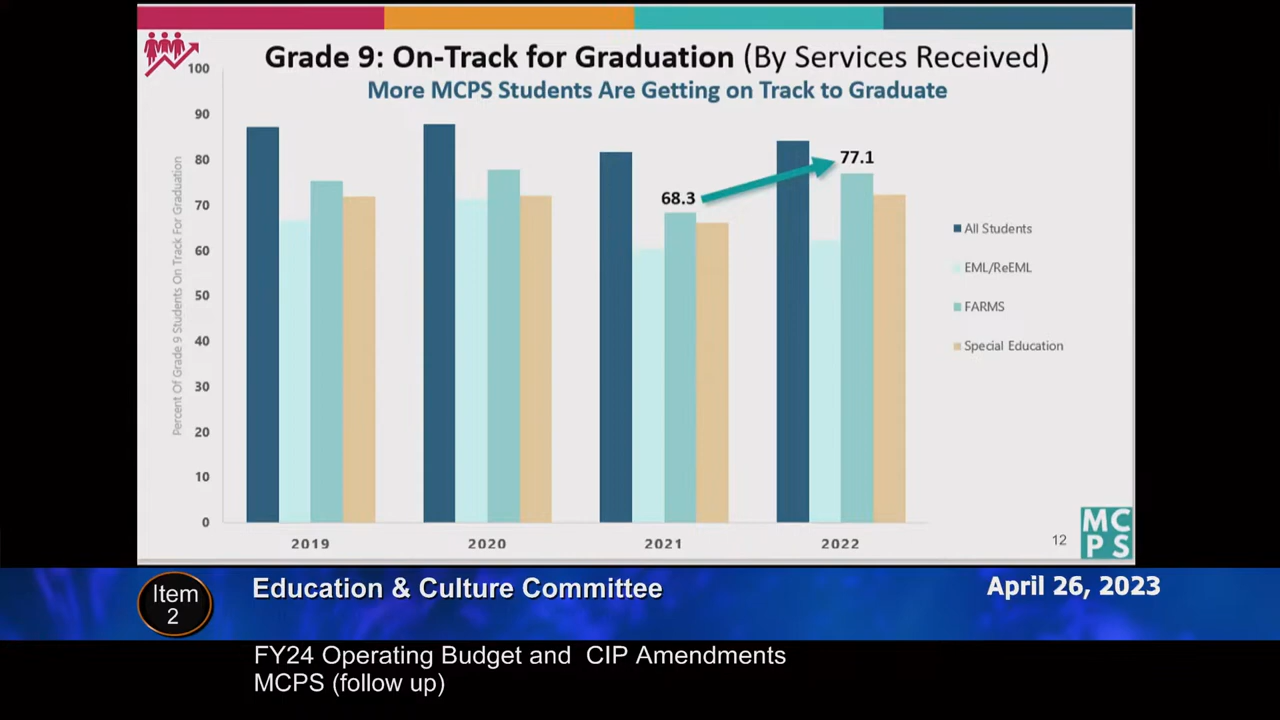 Grade 9: On-Track for Graduation (By Services Received)
More MCPS Students Are Getting on Track to Graduate
Percent Of Grade 9 Students On Track For Graduation
100
90
80
70
60
50
40
30
20
10
0
68.3
77.1
2019
2020
2021
2022
All Students
EML/ReEML
FARMS
Special Education
12
MC
PS
Item
2
Education & Culture Committee
April 26, 2023
FY24 Operating Budget and CIP Amendments
MCPS (follow up)